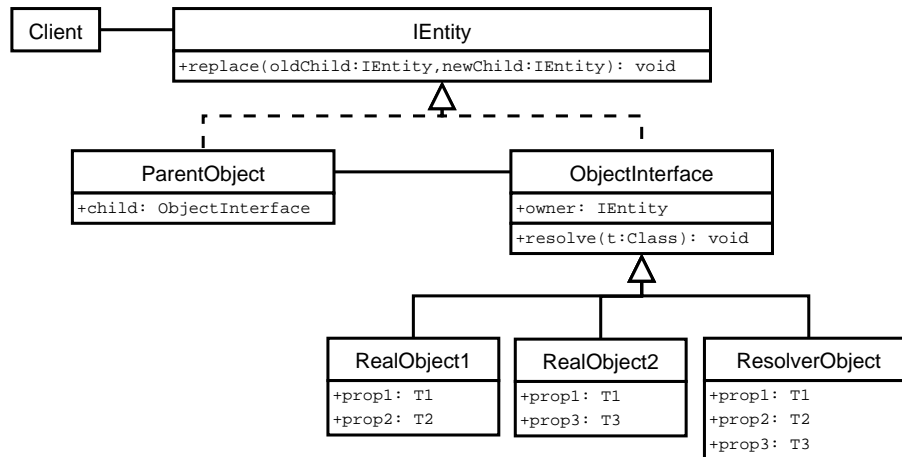 Client
IEntity
+replace(oldChild:IEntity,newChild:IEntity): void
ParentObject
+child: ObjectInterface
ObjectInterface
+owner: IEntity
+resolve(t:Class): void
RealObject1
+prop1: T1
+prop2: T2
RealObject2
+prop1: T1
+prop3: T3
ResolverObject
+prop1: T1
+prop2: T2
+prop3: T3